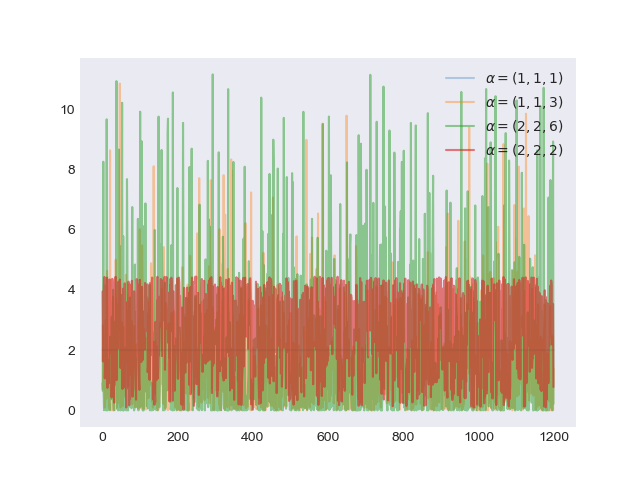 α = (1, 1, 1)
α = (1, 1, 3)
α = (2, 2, 6)
α = (2, 2, 2)
10
8
6
4
2
0
0 200 400 600 800 1000 1200